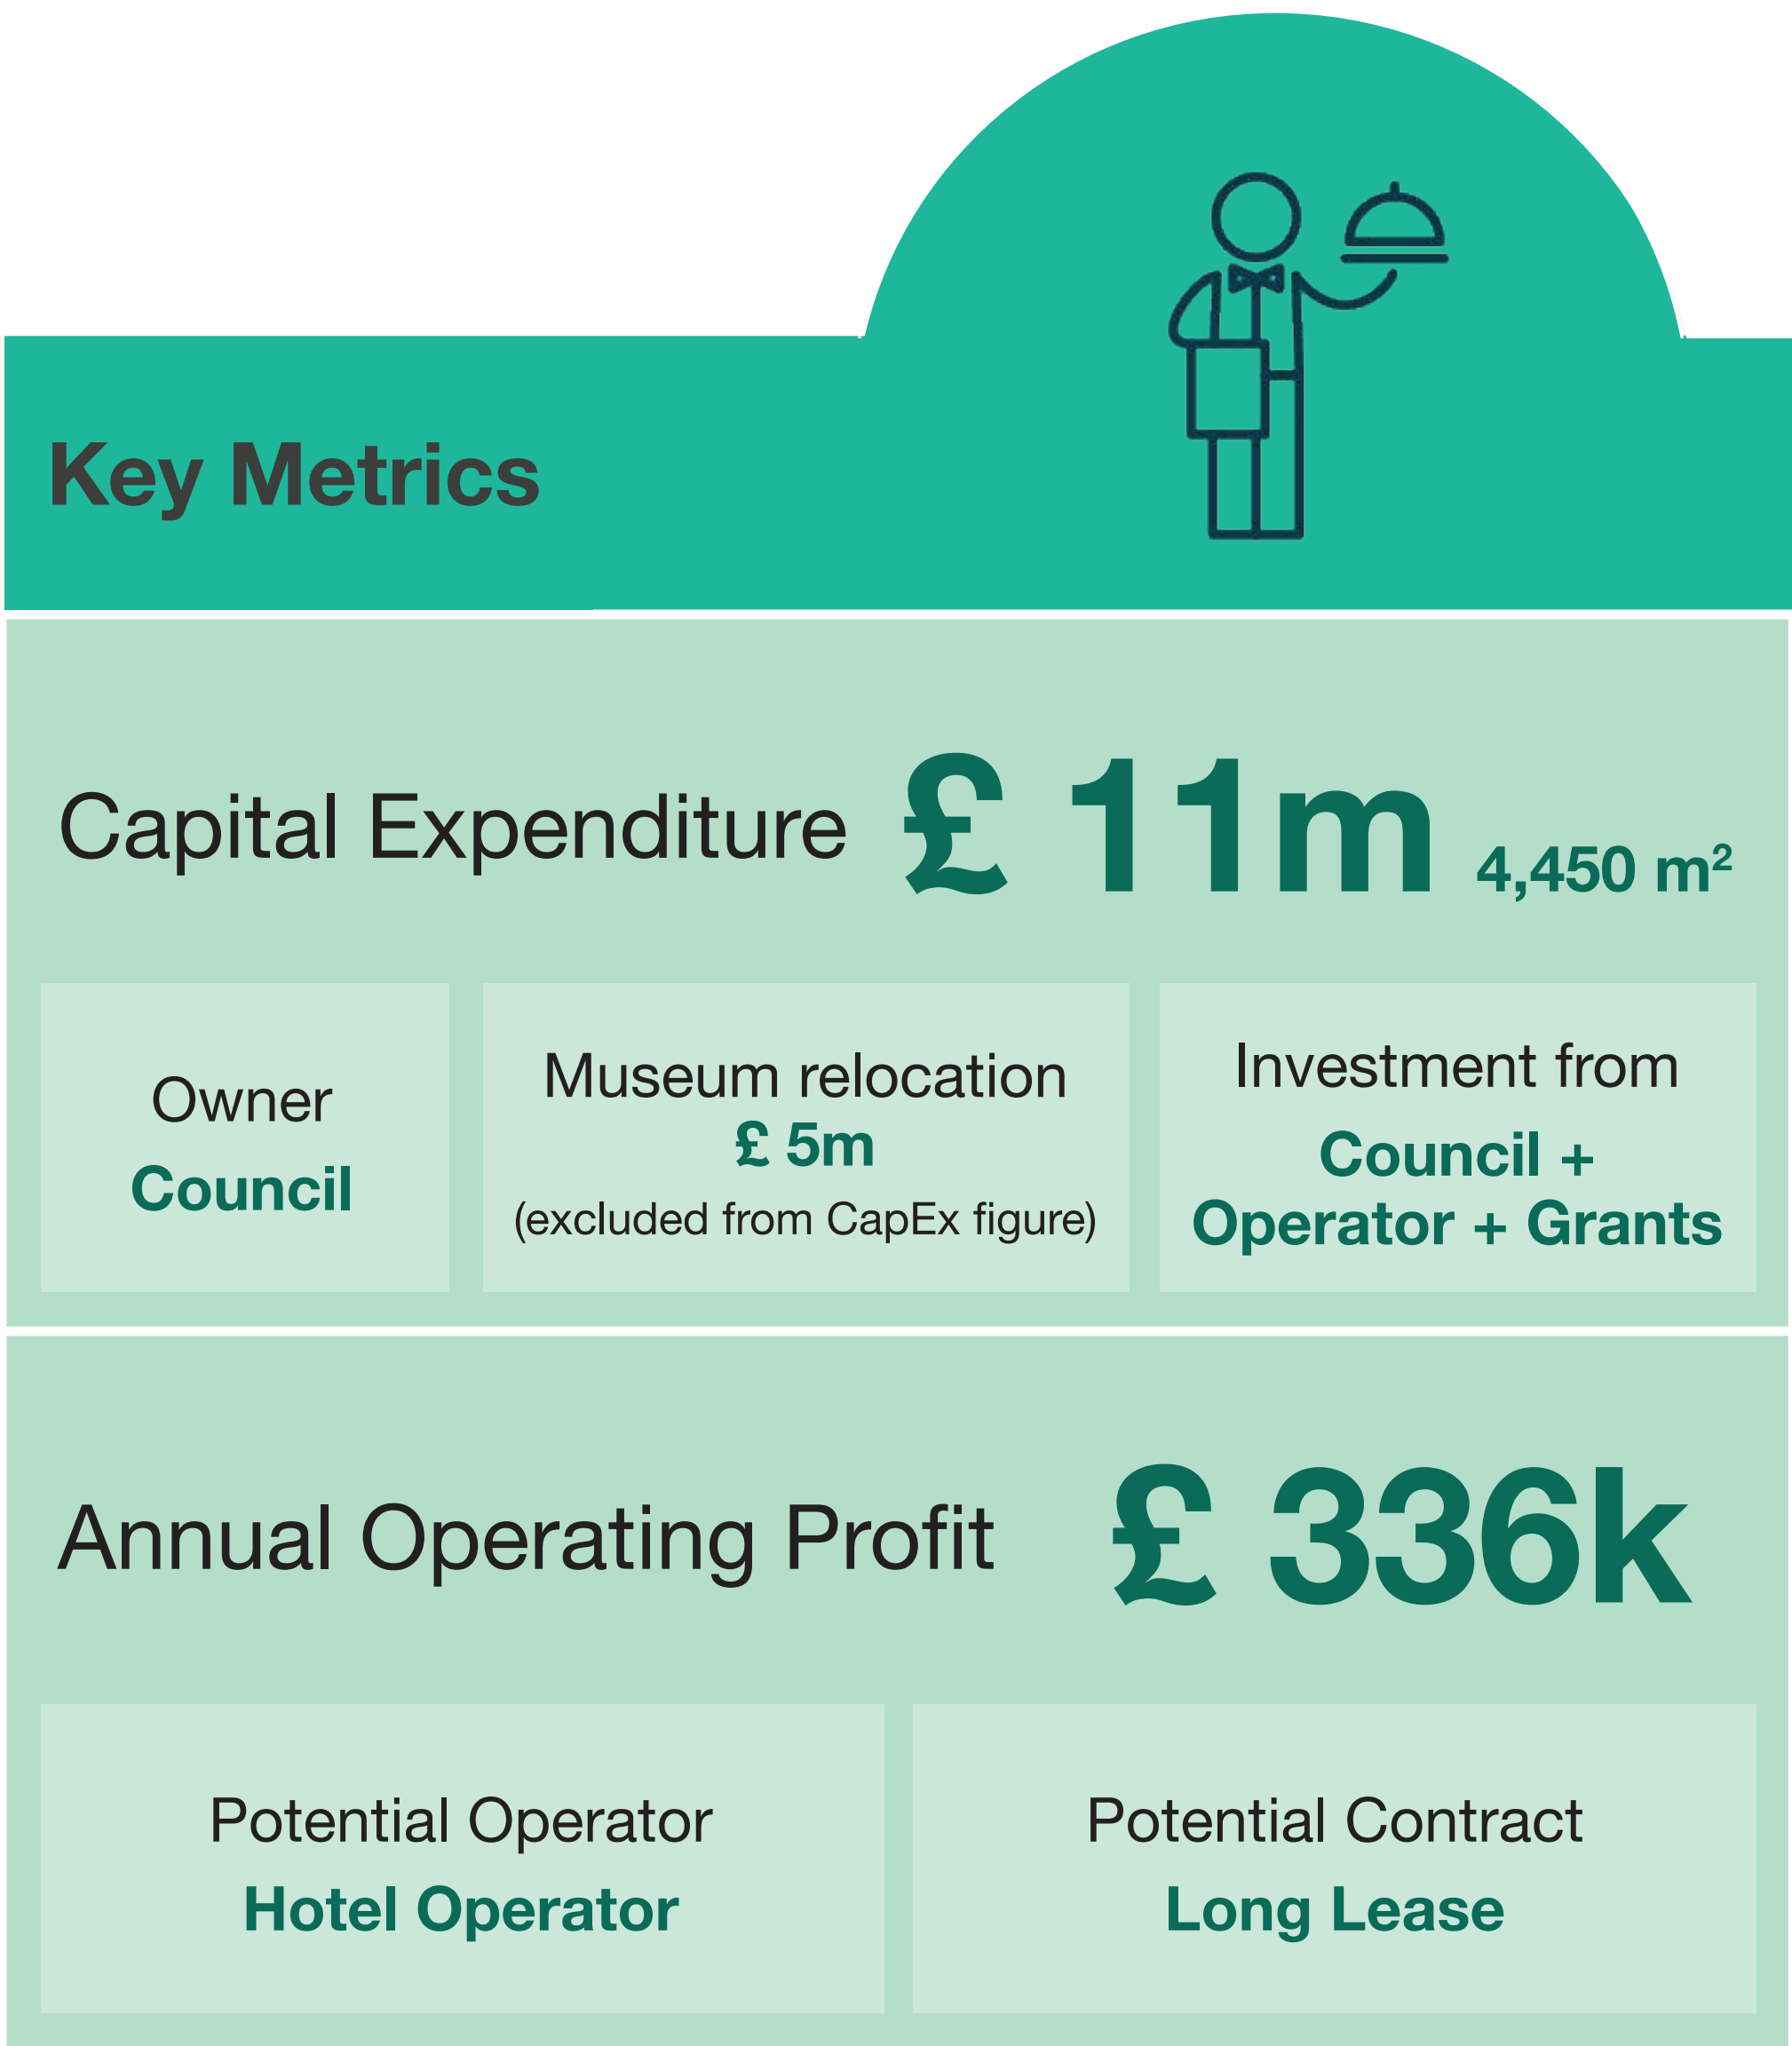 Key Metrics
Capital Expenditure £ 11m 4,450 m²
Owner
Council
Museum relocation
£ 5m
(excluded from CapEx figure)
Investment from
Council +
Operator + Grants
Annual Operating Profit £ 336k
Potential Operator
Hotel Operator
Potential Contract
Long Lease